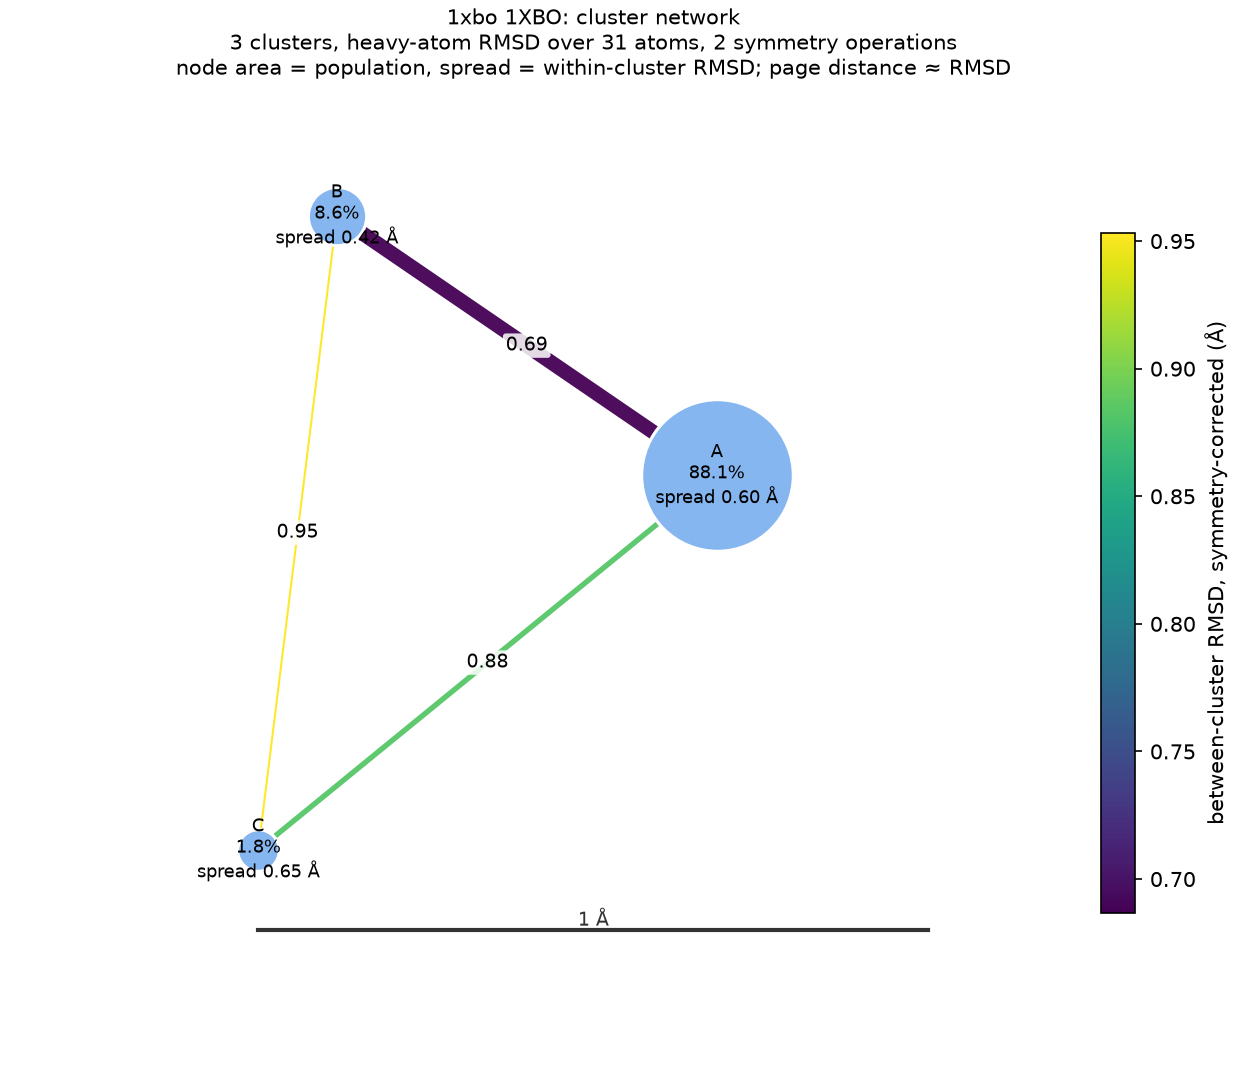 1xbo 1XBO: cluster network
3 clusters, heavy-atom RMSD over 31 atoms, 2 symmetry operations
node area = population, spread = within-cluster RMSD; page distance ≈ RMSD
B
8.6%
spread 0.42 Å
0.69
A
88.1%
spread 0.60 Å
0.95
0.88
C
1.8%
spread 0.65 Å
1 Å
0.95
0.90
0.85
0.80
0.75
0.70
between-cluster RMSD, symmetry-corrected (Å)